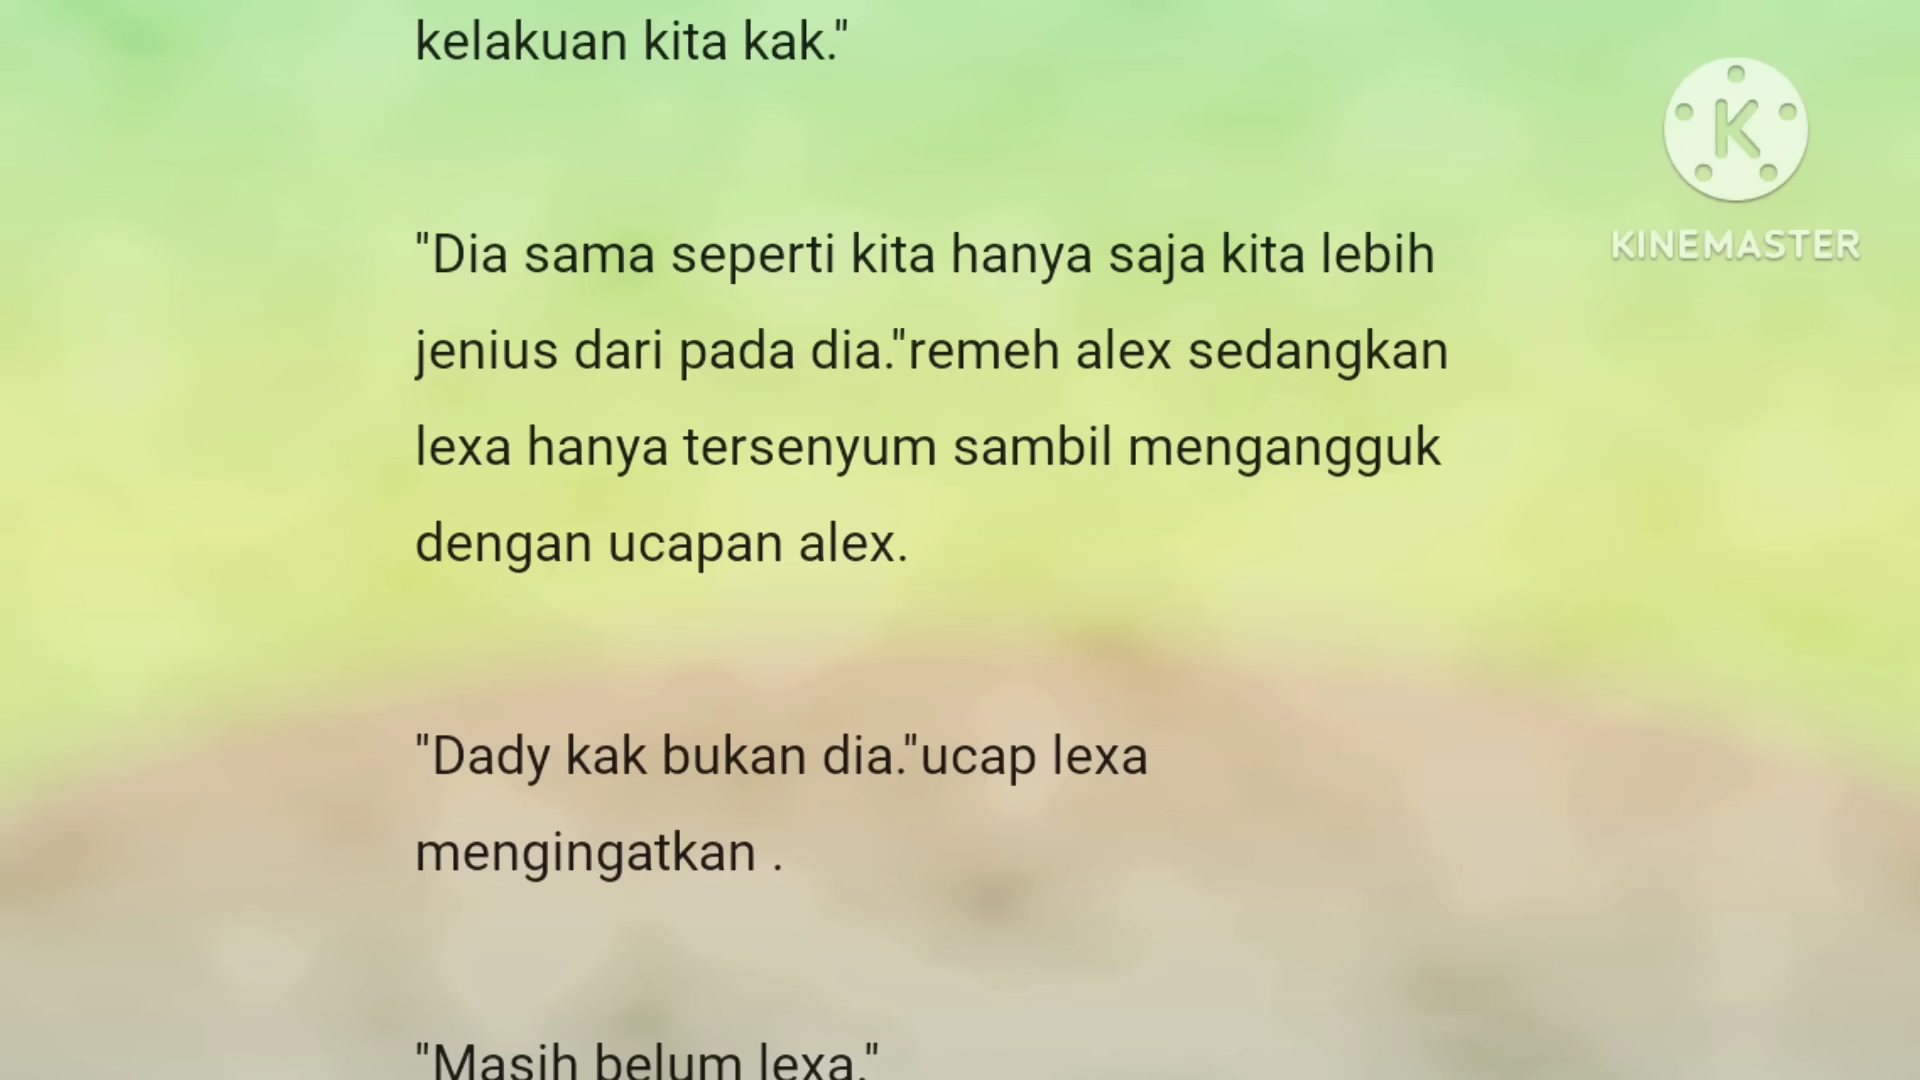 kelakuan kita kak."
"Dia sama seperti kita hanya saja kita lebih
jenius dari pada dia."remeh alex sedangkan
lexa hanya tersenyum sambil mengangguk
dengan ucapan alex.
"Dady kak bukan dia."ucap lexa
mengingatkan .
"Masih belum lexa."
K
KINEMASTER